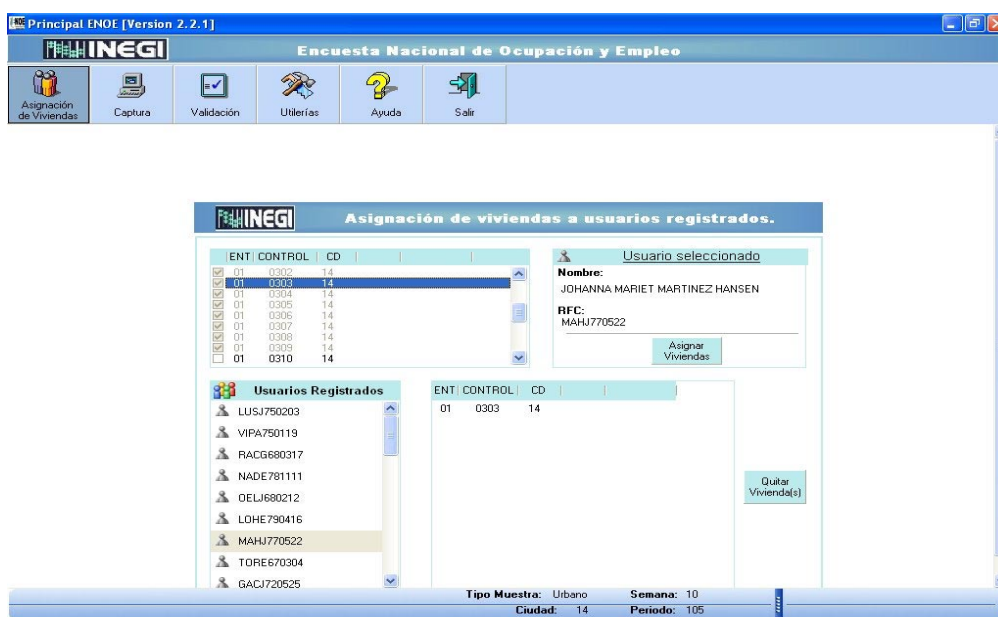 Principal ENOE [Version 2.2.1]
INEGI
Encuesta Nacional de Ocupación y Empleo
Asignación de Viviendas
Captura
Validación
Utilerías
Ayuda
Salir
INEGI
Asignación de viviendas a usuarios registrados.
ENT CONTROL CD
01 0302 14
01 0303 14
01 0304 14
01 0305 14
01 0306 14
01 0307 14
01 0308 14
01 0309 14
01 0310 14
Usuario seleccionado
Nombre:
JOHANNA MARIET MARTINEZ HANSEN
RFC:
MAHJ770522
Asignar
Viviendas
Usuarios Registrados
LUSJ750203
VIPA750119
RACG680317
NADE781111
OELJ680212
LOHE790416
MAHJ770522
TORE670304
GACJ720525
ENT CONTROL CD
01 0303 14
Quitar
Vivienda(s)
Tipo Muestra: Urbano Semana: 10
Ciudad: 14 Periodo: 105